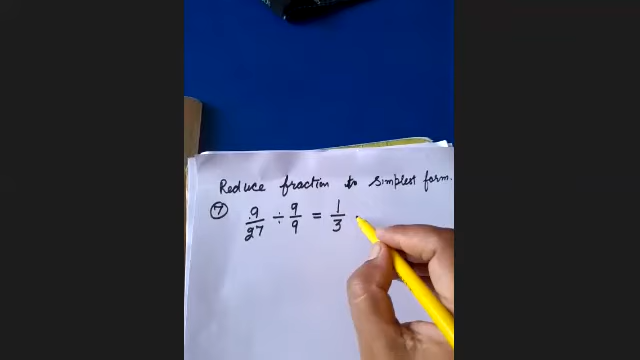 Reduce fraction to simplest form.
⑦ 9/27 ÷ 9/9 = 1/3